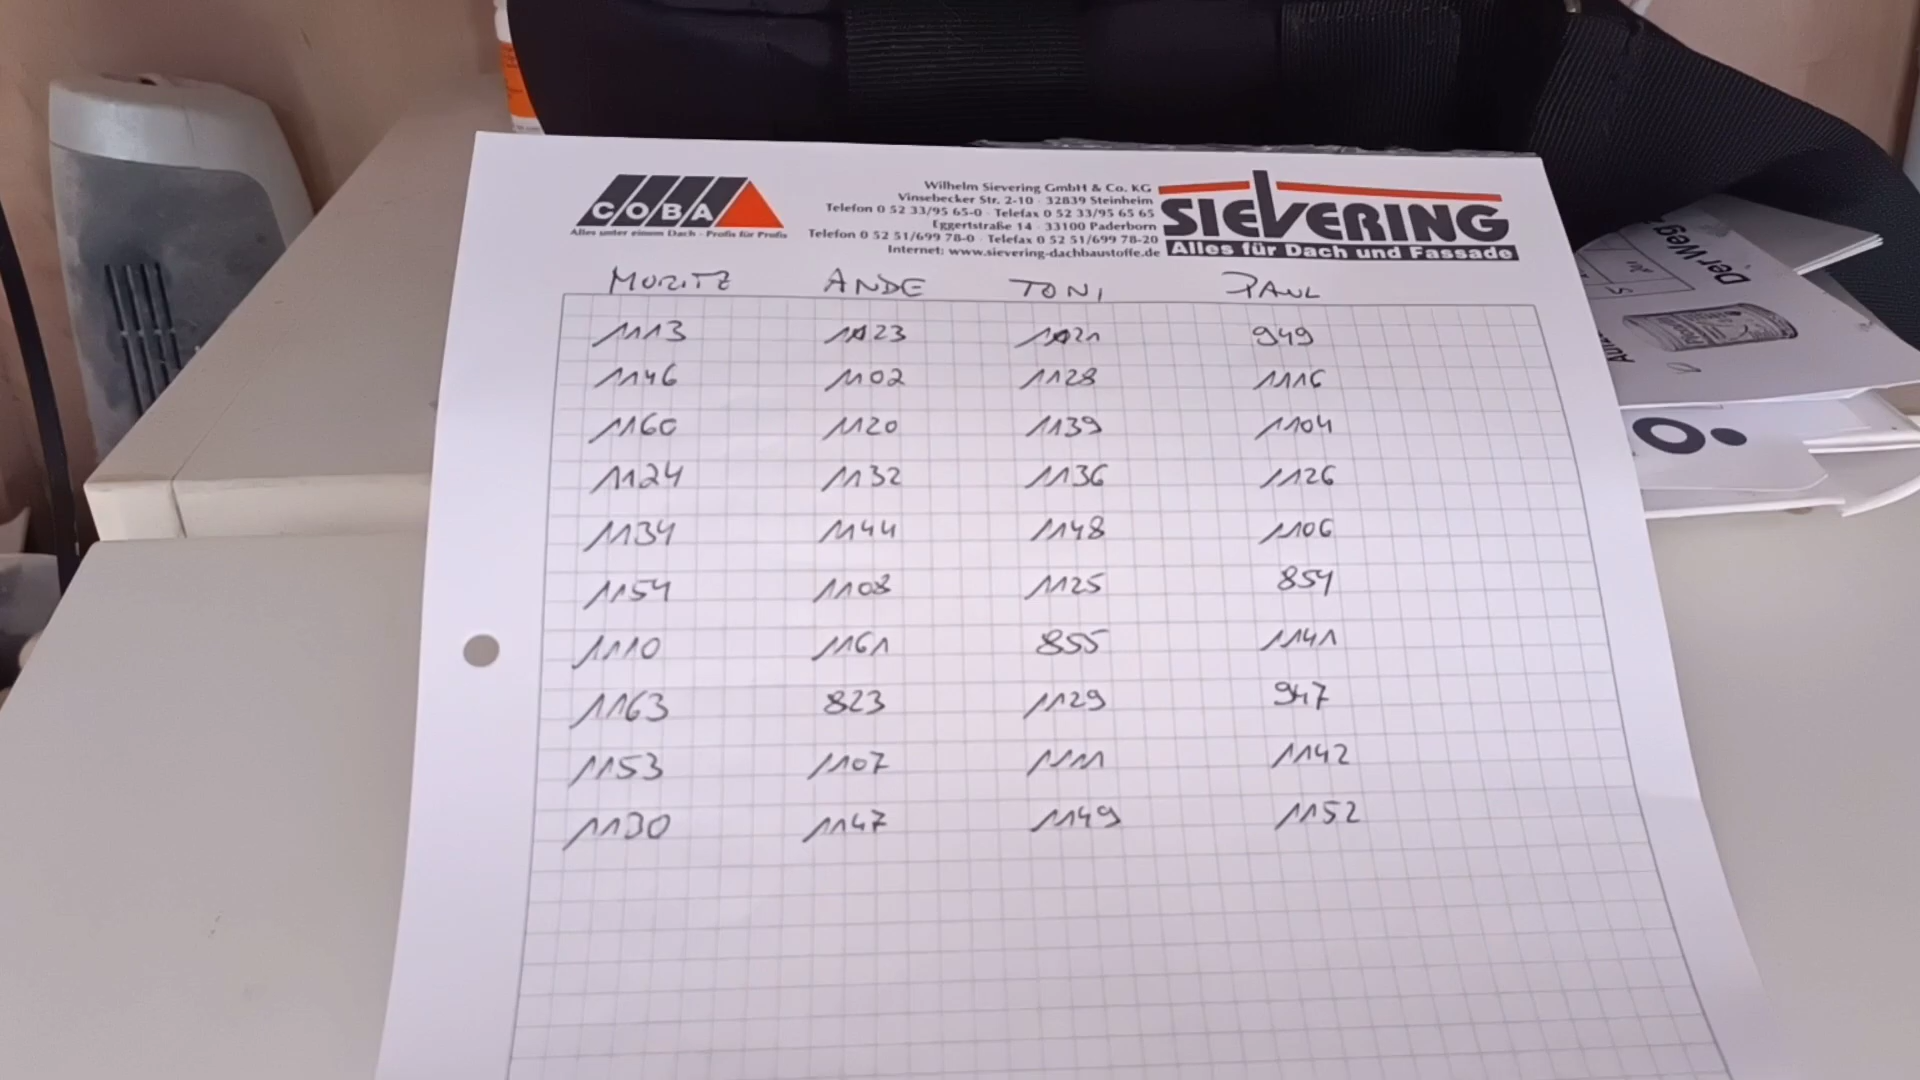 COBA
Alles unter einem Dach - Profis für Profis
Wilhelm Sievering GmbH & Co. KG
Vinsebecker Str. 2-10 · 32839 Steinheim
Telefon 0 52 33/95 65-0 · Telefax 0 52 33/95 65 65
Eggertstraße 14 · 33100 Paderborn
Telefon 0 52 51/699 78-0 · Telefax 0 52 51/699 78-20
Internet: www.sievering-dachbaustoffe.de
SIEVERING
Alles für Dach und Fassade
MORITZ ANDE TONI PAUL
1113 1123 1121 949
1146 1102 1128 1116
1160 1120 1139 1104
1124 1132 1136 1126
1134 1144 1148 1106
1154 1108 1125 854
1110 1161 855 1141
1163 823 1129 947
1153 1107 1111 1142
1130 1147 1149 1152
Der Weg